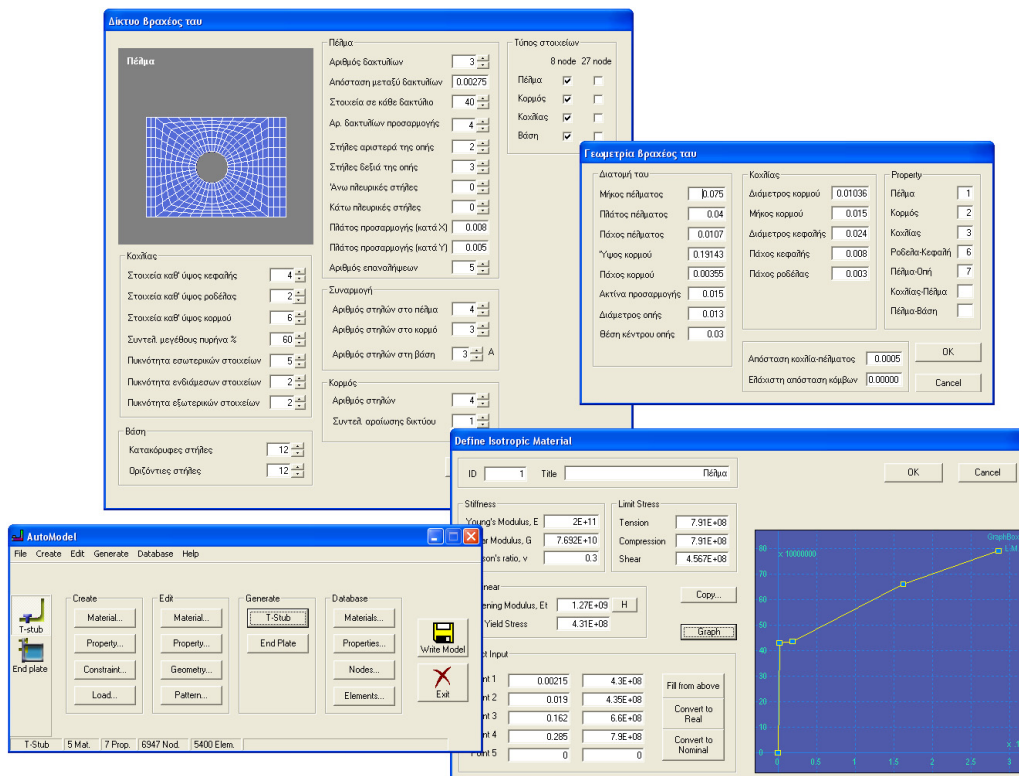 Δίκτυο βραχέος ταυ
Πέλμα
Πέλμα
Αριθμός δακτυλίων 3
Απόσταση μεταξύ δακτυλίων 0.00275
Στοιχεία σε κάθε δακτύλιο 40
Αρ. δακτυλίων προσαρμογής 4
Στήλες αριστερά της οπής 2
Στήλες δεξιά της οπής 3
Άνω πλευρικές στήλες 0
Κάτω πλευρικές στήλες 0
Πλάτος προσαρμογής (κατά X) 0.008
Πλάτος προσαρμογής (κατά Y) 0.005
Αριθμός επαναλήψεων 5
Τύπος στοιχείων
8 node 27 node
Πέλμα
Κορμός
Κοχλίας
Βάση
Κοχλίας
Στοιχεία καθ' ύψος κεφαλής 4
Στοιχεία καθ' ύψος ροδέλας 2
Στοιχεία καθ' ύψος κορμού 6
Συντελ. μεγέθους πυρήνα % 60
Πυκνότητα εσωτερικών στοιχείων 5
Πυκνότητα ενδιάμεσων στοιχείων 2
Πυκνότητα εξωτερικών στοιχείων 2
Συναρμογή
Αριθμός στηλών στο πέλμα 4
Αριθμός στηλών στο κορμό 3
Αριθμός στηλών στη βάση 3 A
Κορμός
Αριθμός στηλών 4
Συντελ. αραίωσης δικτύου 1
Βάση
Κατακόρυφες στήλες 12
Οριζόντιες στήλες 12
Γεωμετρία βραχέος ταυ
Διατομή ταυ
Μήκος πέλματος 0.075
Πλάτος πέλματος 0.04
Πάχος πέλματος 0.0107
Ύψος κορμού 0.19143
Πάχος κορμού 0.00355
Ακτίνα προσαρμογής 0.015
Διάμετρος οπής 0.013
Θέση κέντρου οπής 0.03
Κοχλίας
Διάμετρος κορμού 0.01036
Μήκος κορμού 0.015
Διάμετρος κεφαλής 0.024
Πάχος κεφαλής 0.008
Πάχος ροδέλας 0.003
Property
Πέλμα 1
Κορμός 2
Κοχλίας 3
Ροδελα-Κεφαλή 6
Πέλμα-Οπή 7
Κοχλίας-Πέλμα
Πέλμα-Βάση
Απόσταση κοχλία-πέλματος 0.0005
Ελάχιστη απόσταση κόμβων 0.00000
OK
Cancel
Define Isotropic Material
ID 1 Title Πέλμα
OK Cancel
Stiffness
Young's Modulus, E 2E+11
Modulus, G 7.692E+10
ratio, v 0.3
Limit Stress
Tension 7.91E+08
Compression 7.91E+08
Shear 4.567E+08
Modulus, Et 1.27E+09 H
Yield Stress 4.31E+08
Copy...
Graph
Input
1 0.00215 4.3E+08
2 0.019 4.35E+08
3 0.162 6.6E+08
4 0.285 7.9E+08
Point 5 0 0
Fill from above
Convert to
Real
Convert to
Nominal
GraphBox
L.M
80 x 10000000
70
60
50
40
30
20
10
0
0 0.5 1 1.5 2 2.5 3
x .1
AutoModel
File Create Edit Generate Database Help
T-stub
End plate
Create
Material...
Property...
Constraint...
Load...
Edit
Material...
Property...
Geometry...
Pattern...
Generate
T-Stub
End Plate
Database
Materials...
Properties...
Nodes...
Elements...
Write Model
Exit
T-Stub 5 Mat. 7 Prop. 6947 Nod. 5400 Elem.